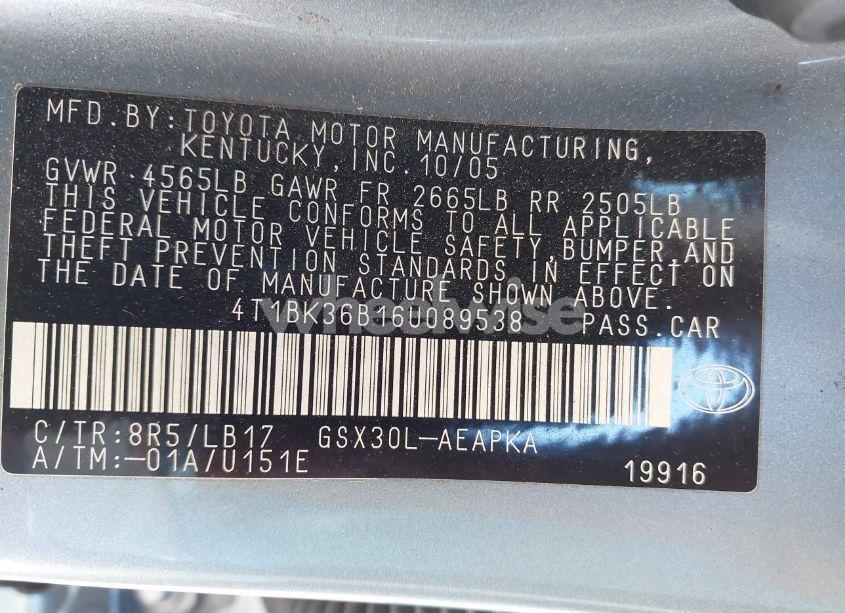 MFD.BY:TOYOTA MOTOR MANUFACTURING,
KENTUCKY,INC.10/05
GVWR 4565LB GAWR FR 2665LB RR 2505LB
THIS VEHICLE CONFORMS TO ALL APPLICABLE
FEDERAL MOTOR VEHICLE SAFETY,BUMPER,AND
THEFT PREVENTION STANDARDS IN EFFECT ON
THE DATE OF MANUFACTURE SHOWN ABOVE.
4T1BK36B16U089538 PASS.CAR
wheelwise
C/TR:8R5/LB17 GSX30L-AEAPKA
A/TM:-01A/U151E
19916